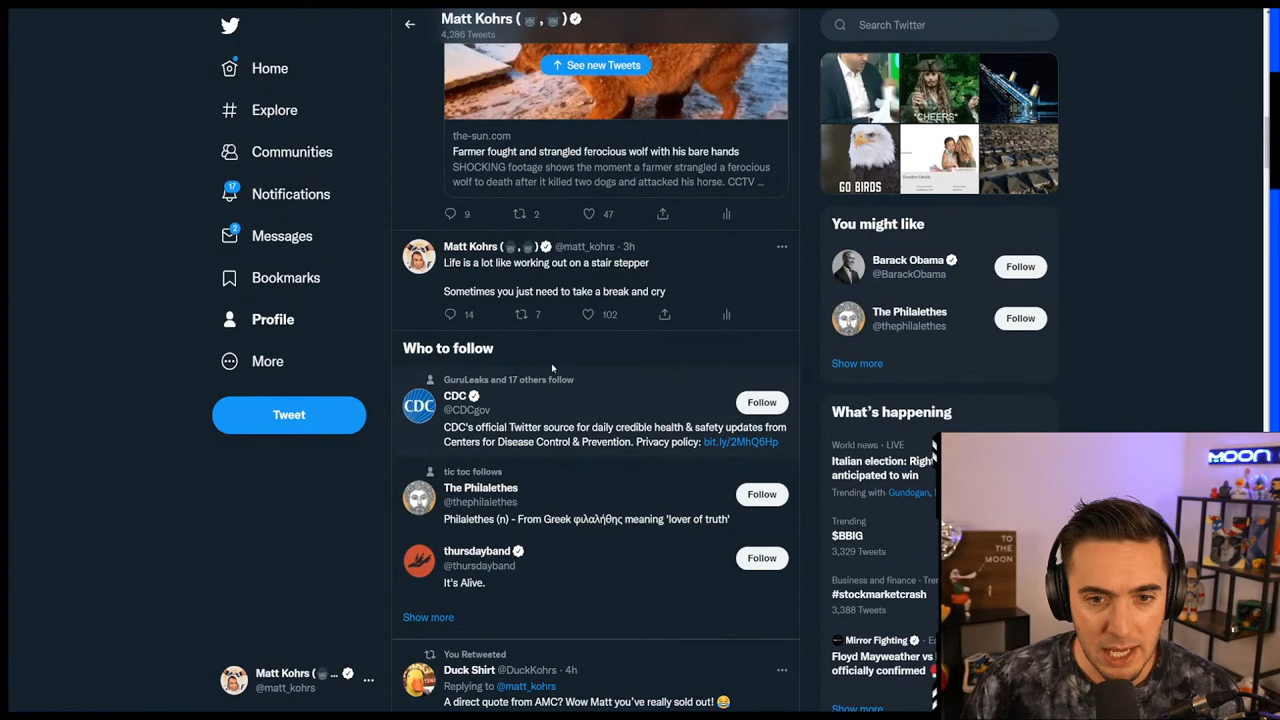 Matt Kohrs
4,286 Tweets
See new Tweets
Search Twitter
Home
Explore
Communities
17
Notifications
2
Messages
Bookmarks
Profile
More
Tweet
Matt Kohrs ( ...
@matt_kohrs
the-sun.com
Farmer fought and strangled ferocious wolf with his bare hands
SHOCKING footage shows the moment a farmer strangled a ferocious
wolf to death after it killed two dogs and attacked his horse. CCTV ...
9 2 47
Matt Kohrs @matt_kohrs · 3h
Life is a lot like working out on a stair stepper
Sometimes you just need to take a break and cry
14 7 102
Who to follow
GuruLeaks and 17 others follow
CDC
@CDCgov
Follow
CDC's official Twitter source for daily credible health & safety updates from
Centers for Disease Control & Prevention. Privacy policy: bit.ly/2MhQ6Hp
tic toc follows
The Philalethes
@thephilalethes
Follow
Philalethes (n) - From Greek φιλαλήθης meaning 'lover of truth'
thursdayband
@thursdayband
Follow
It's Alive.
Show more
You Retweeted
Duck Shirt @DuckKohrs · 4h
Replying to @matt_kohrs
A direct quote from AMC? Wow Matt you've really sold out! 😂
*CHEERS*
GO BIRDS
You might like
Barack Obama
@BarackObama
Follow
The Philalethes
@thephilalethes
Follow
Show more
What's happening
World news · LIVE
Italian election: Righ
anticipated to win
Trending with Gundogan,
Trending
$BBIG
3,329 Tweets
Business and finance · Tre
#stockmarketcrash
3,388 Tweets
Mirror Fighting
Floyd Mayweather vs
officially confirmed
Show more
MOON
TO
THE
MOON